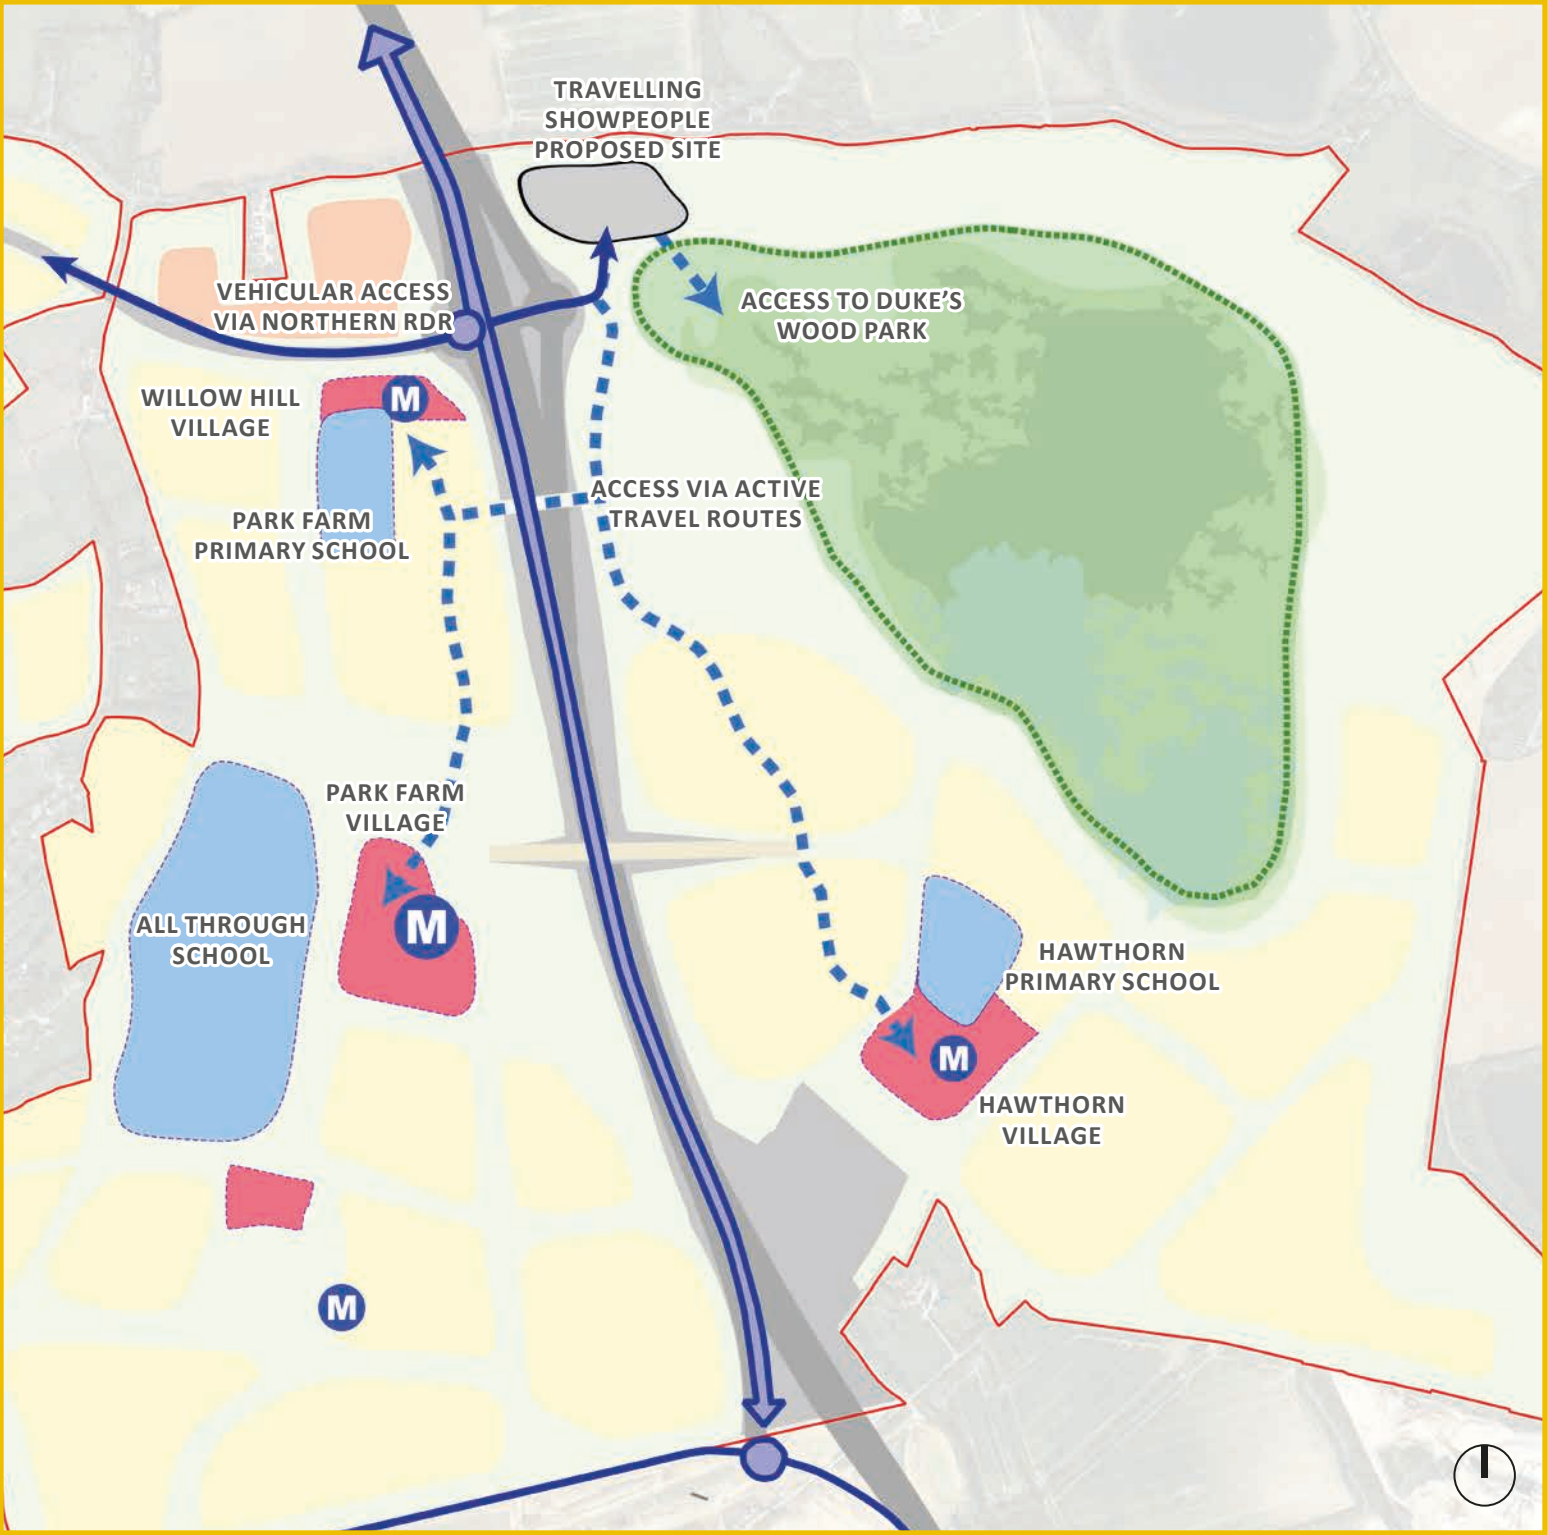 TRAVELLING
SHOWPEOPLE
PROPOSED SITE
VEHICULAR ACCESS
VIA NORTHERN RDR
ACCESS TO DUKE'S
WOOD PARK
WILLOW HILL
VILLAGE
M
ACCESS VIA ACTIVE
TRAVEL ROUTES
PARK FARM
PRIMARY SCHOOL
PARK FARM
VILLAGE
M
ALL THROUGH
SCHOOL
HAWTHORN
PRIMARY SCHOOL
M
HAWTHORN
VILLAGE
M